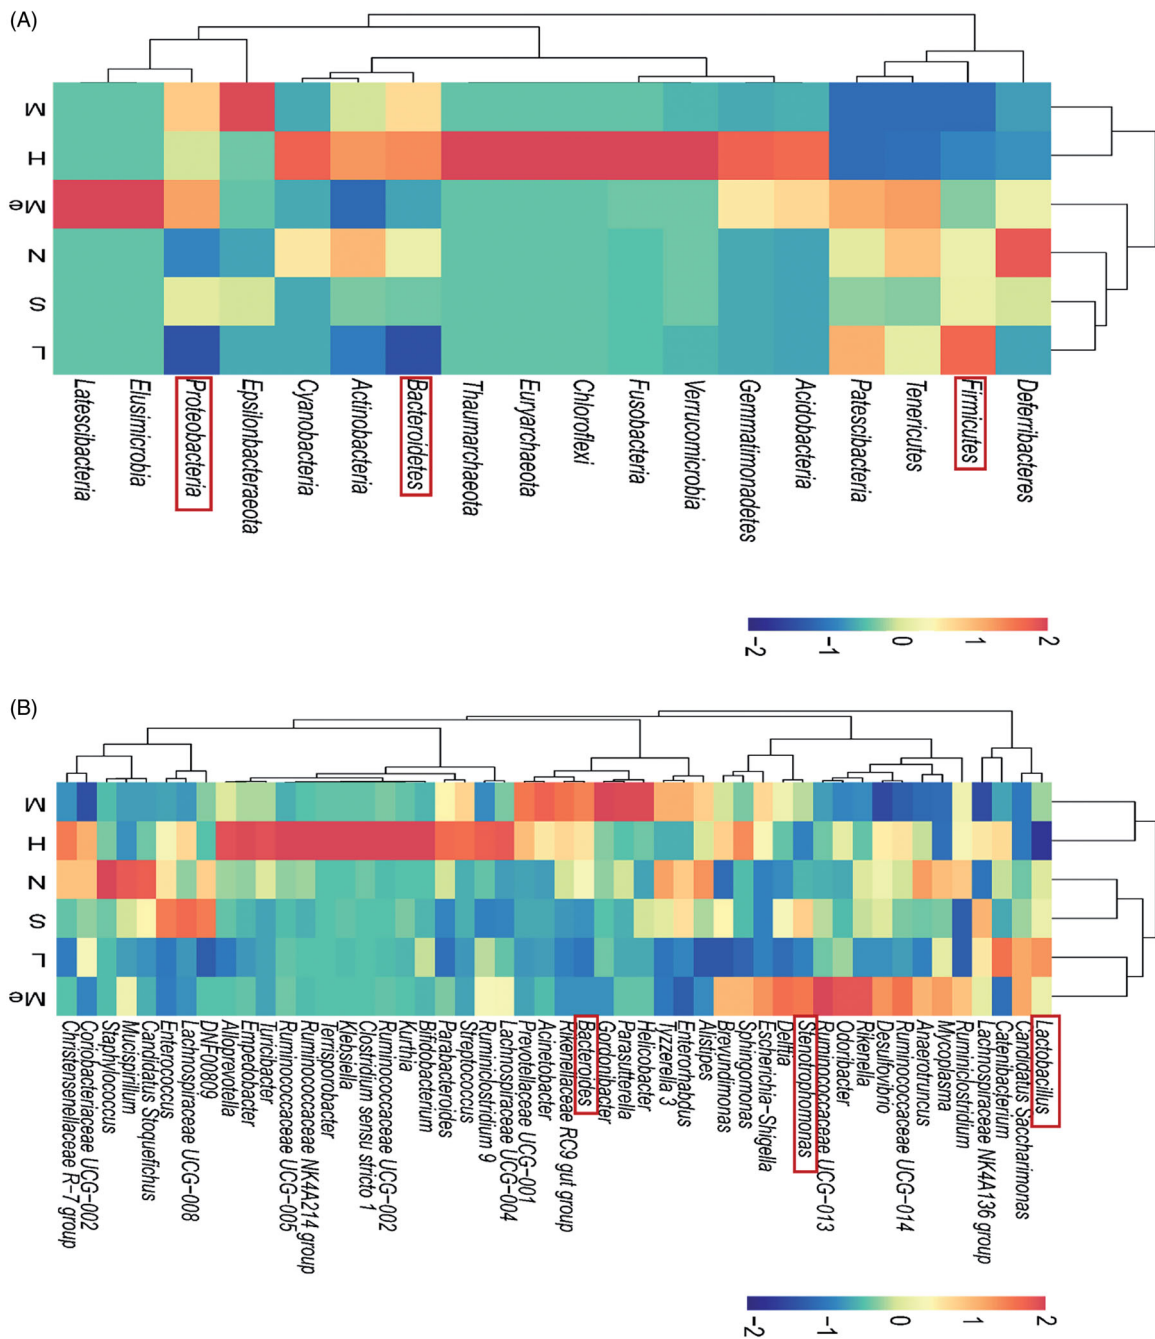 (A)
M
H
Me
N
S
L
Latescibacteria
Elusimicrobia
Proteobacteria
Epsilonbacteraeota
Cyanobacteria
Actinobacteria
Bacteroidetes
Thaumarchaeota
Euryarchaeota
Chloroflexi
Fusobacteria
Verrucomicrobia
Gemmatimonadetes
Acidobacteria
Patescibacteria
Tenericutes
Firmicutes
Deferribacteres
-2
-1
0
1
2
(B)
M
H
N
S
L
Me
Christensenellaceae R-7 group
Coriobacteriaceae UCG-002
Staphylococcus
Mucispirillum
Candidatus Stoquefichus
Enterococcus
Lachnospiraceae UCG-008
DNF00809
Alloprevotella
Empedobacter
Turicibacter
Ruminococcaceae UCG-005
Ruminococcaceae NK4A214 group
Terrisporobacter
Klebsiella
Clostridium sensu stricto 1
Ruminococcaceae UCG-002
Kurthia
Bifidobacterium
Parabacteroides
Streptococcus
Ruminiclostridium 9
Lachnospiraceae UCG-004
Prevotellaceae UCG-001
Acinetobacter
Rikenellaceae RC9 gut group
Bacteroides
Gordonibacter
Parasutterella
Helicobacter
Tyzzerella 3
Enterorhabdus
Alistipes
Brevundimonas
Sphingomonas
Escherichia-Shigella
Delftia
Stenotrophomonas
Ruminococcaceae UCG-013
Odoribacter
Rikenella
Desulfovibrio
Ruminococcaceae UCG-014
Anaerotruncus
Mycoplasma
Ruminiclostridium
Lachnospiraceae NK4A136 group
Catenibacterium
Candidatus Saccharimonas
Lactobacillus
-2
-1
0
1
2